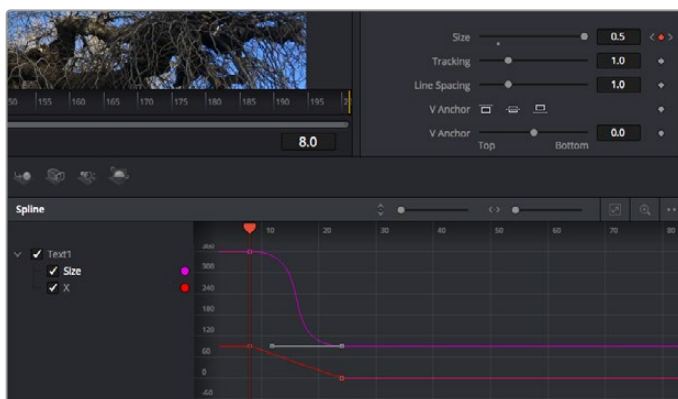 Size 0.5
Tracking 1.0
Line Spacing 1.0
V Anchor
V Anchor 0.0
Top Bottom
50 155 160 165 170 175 180 185 190 195
8.0
Spline
10 20 30 40 50 60 70 80
Text1
Size
X
360
300
240
180
120
60
0
-60